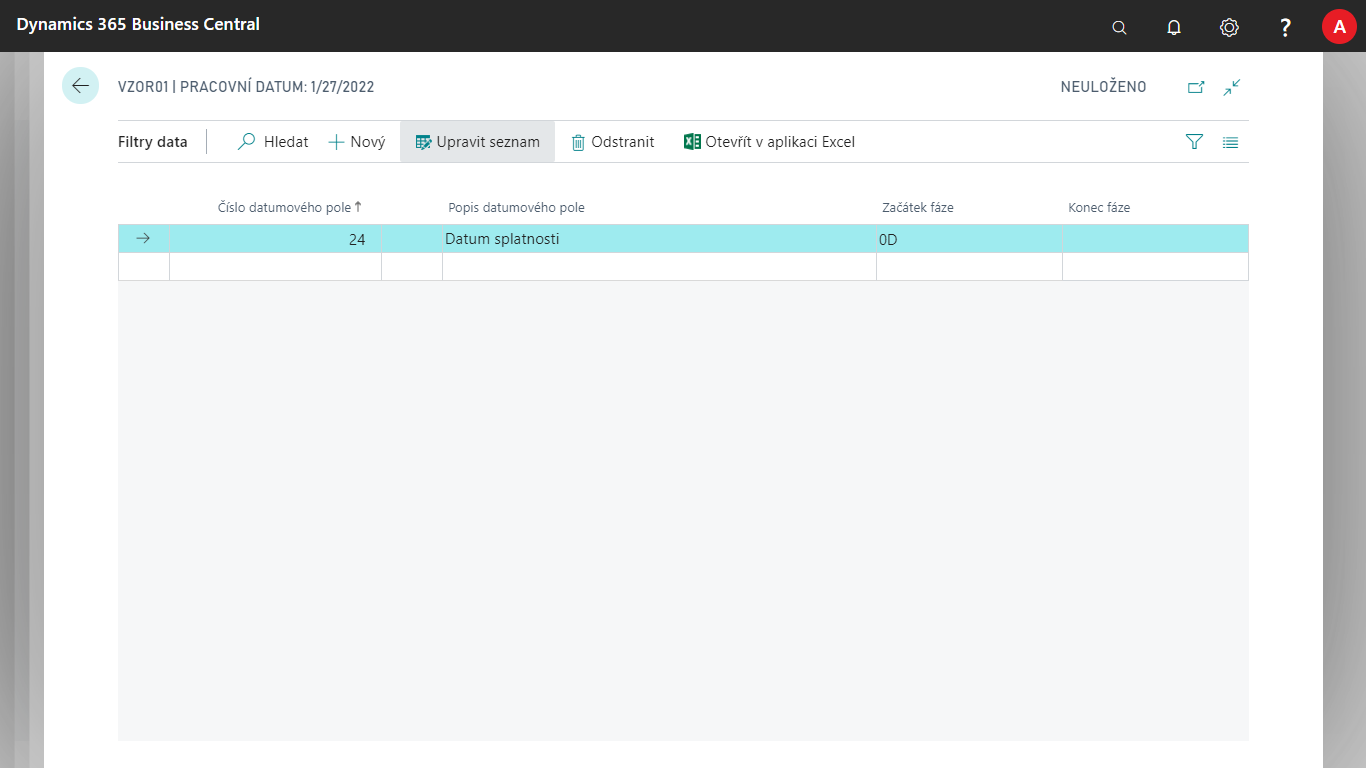 Dynamics 365 Business Central
?
A
VZOR01 | PRACOVNÍ DATUM: 1/27/2022
NEULOŽENO
Filtry data
Hledat
Nový
Upravit seznam
Odstranit
Otevřít v aplikaci Excel
Číslo datumového pole ↑
Popis datumového pole
Začátek fáze
Konec fáze
24
Datum splatnosti
0D